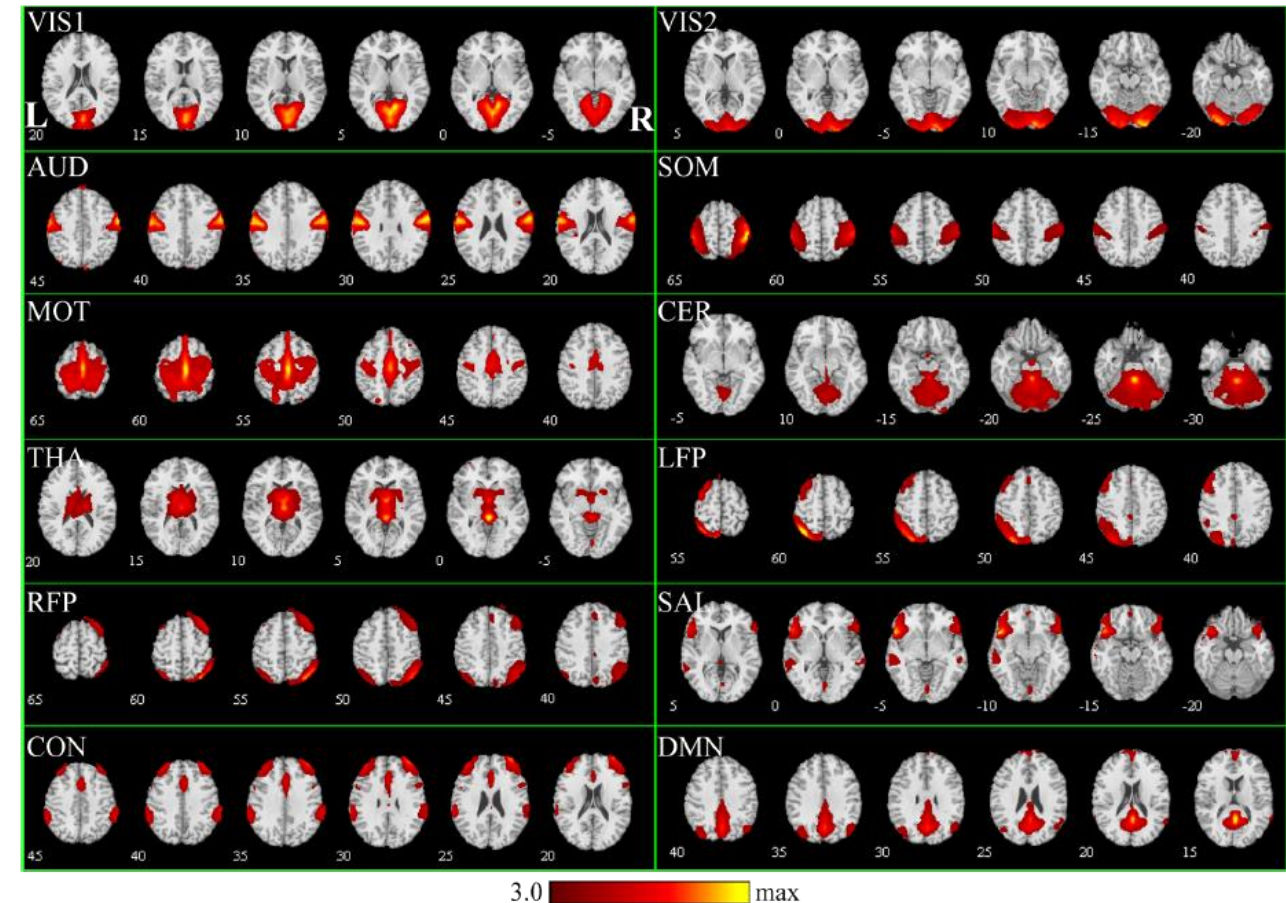 VIS1
L
R
20 15 10 5 0 -5
VIS2
5 0 -5 10 -15 -20
AUD
45 40 35 30 25 20
SOM
65 60 55 50 45 40
MOT
65 60 55 50 45 40
CER
-5 10 -15 -20 -25 -30
THA
20 15 10 5 0 -5
LFP
55 60 55 50 45 40
RFP
65 60 55 50 45 40
SAL
5 0 -5 -10 -15 -20
CON
45 40 35 30 25 20
DMN
40 35 30 25 20 15
3.0 max